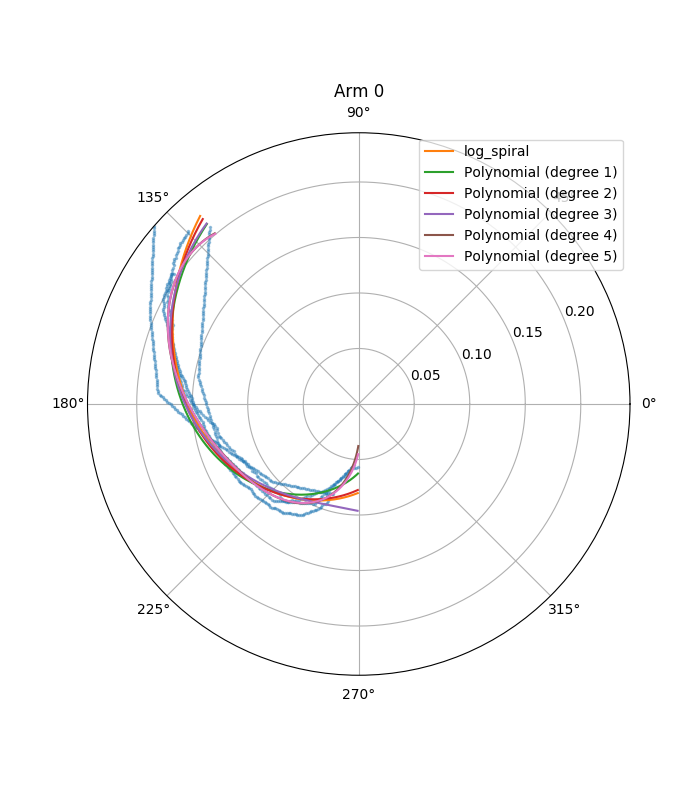 Arm 0
90°
log_spiral
Polynomial (degree 1)
Polynomial (degree 2)
Polynomial (degree 3)
Polynomial (degree 4)
Polynomial (degree 5)
135°
0.20
0.15
0.10
0.05
180°
0°
225°
315°
270°